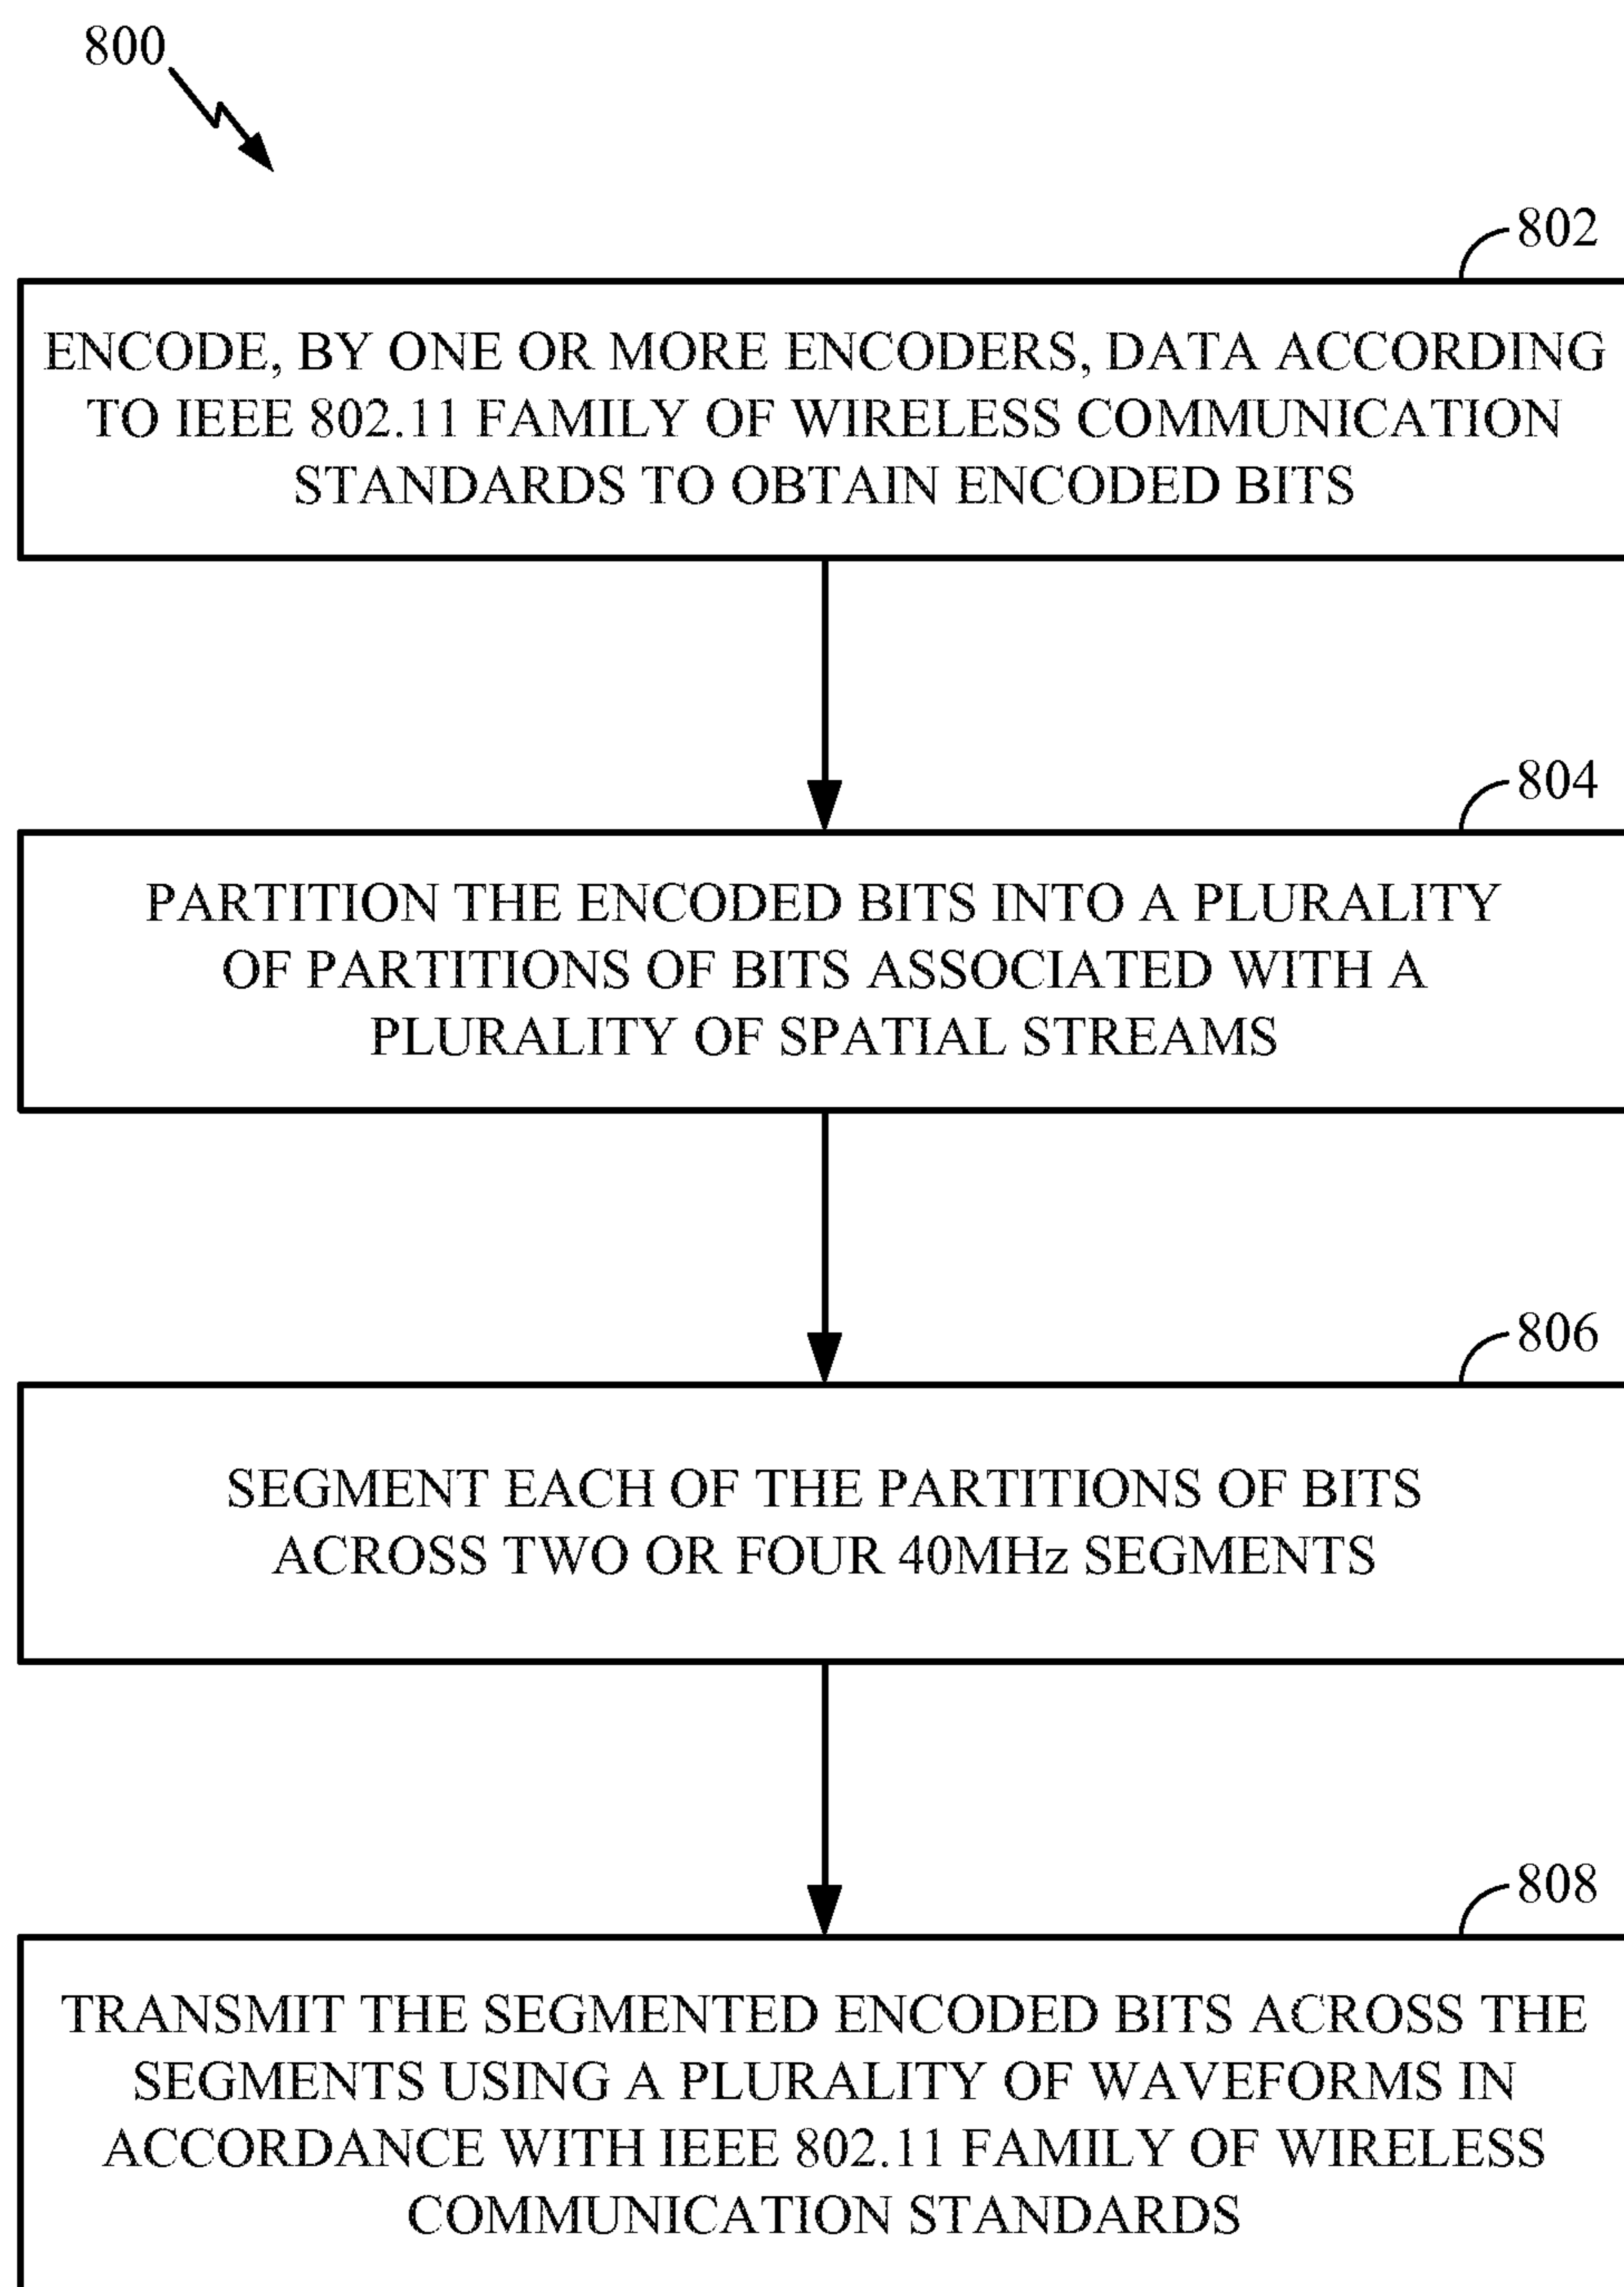 800
802
ENCODE, BY ONE OR MORE ENCODERS, DATA ACCORDING
TO IEEE 802.11 FAMILY OF WIRELESS COMMUNICATION
STANDARDS TO OBTAIN ENCODED BITS
804
PARTITION THE ENCODED BITS INTO A PLURALITY
OF PARTITIONS OF BITS ASSOCIATED WITH A
PLURALITY OF SPATIAL STREAMS
806
SEGMENT EACH OF THE PARTITIONS OF BITS
ACROSS TWO OR FOUR 40MHz SEGMENTS
808
TRANSMIT THE SEGMENTED ENCODED BITS ACROSS THE
SEGMENTS USING A PLURALITY OF WAVEFORMS IN
ACCORDANCE WITH IEEE 802.11 FAMILY OF WIRELESS
COMMUNICATION STANDARDS